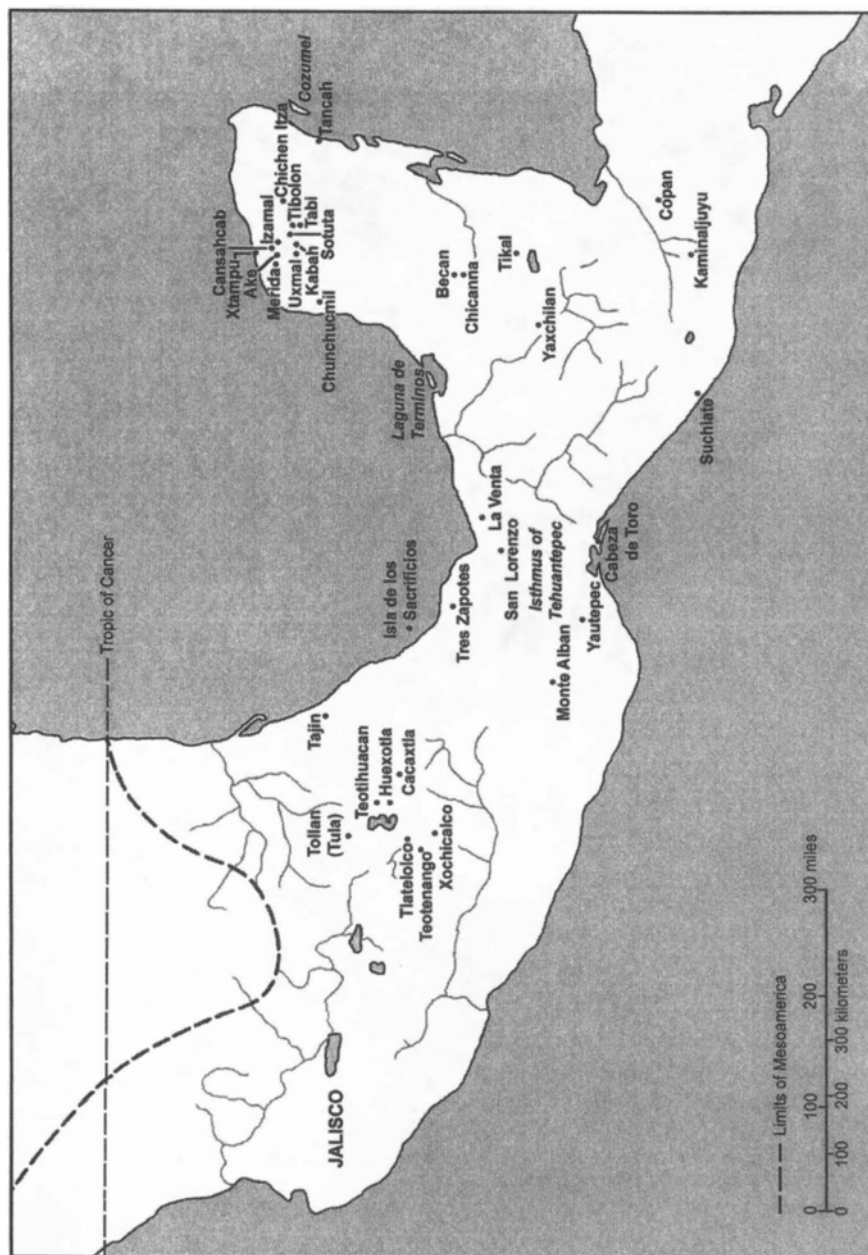 Tropic of Cancer
Cansahcab
Xtampu
Ake
Merida
Izamal
Uxmal
Kabah
Chunchucmil
Chichen Itza
Tibolon
Tabi
Sotuta
Cozumel
Tancah
Isla de los
Sacrificios
Laguna de
Terminos
Becan
Chicanna
Tikal
Tajin
Tollan
(Tula)
Teotihuacan
Huexotla
Cacaxtla
Tlatelolco
Teotenango
Xochicalco
JALISCO
Tres Zapotes
La Venta
San Lorenzo
Isthmus of
Tehuantepec
Yaxchilan
Monte Alban
Yautepec
Cabeza
de Toro
Copan
Kaminaljuyu
Suchiate
Limits of Mesoamerica
0 100 200 300 miles
0 100 200 300 kilometers